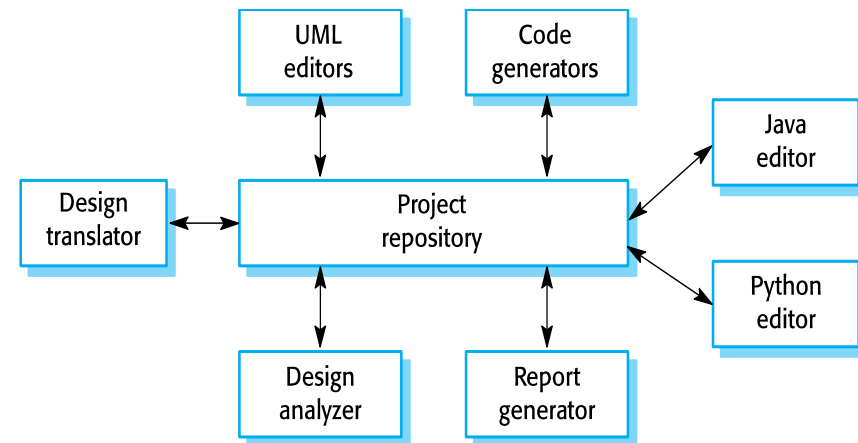 UML
editors
Code
generators
Java
editor
Design
translator
Project
repository
Python
editor
Design
analyzer
Report
generator